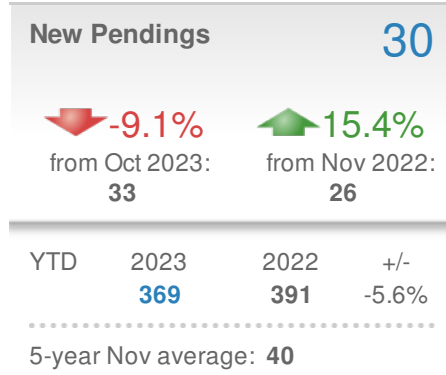 New Pendings 30
-9.1% 15.4%
from Oct 2023: from Nov 2022:
33 26
YTD 2023 2022 +/-
369 391 -5.6%
5-year Nov average: 40